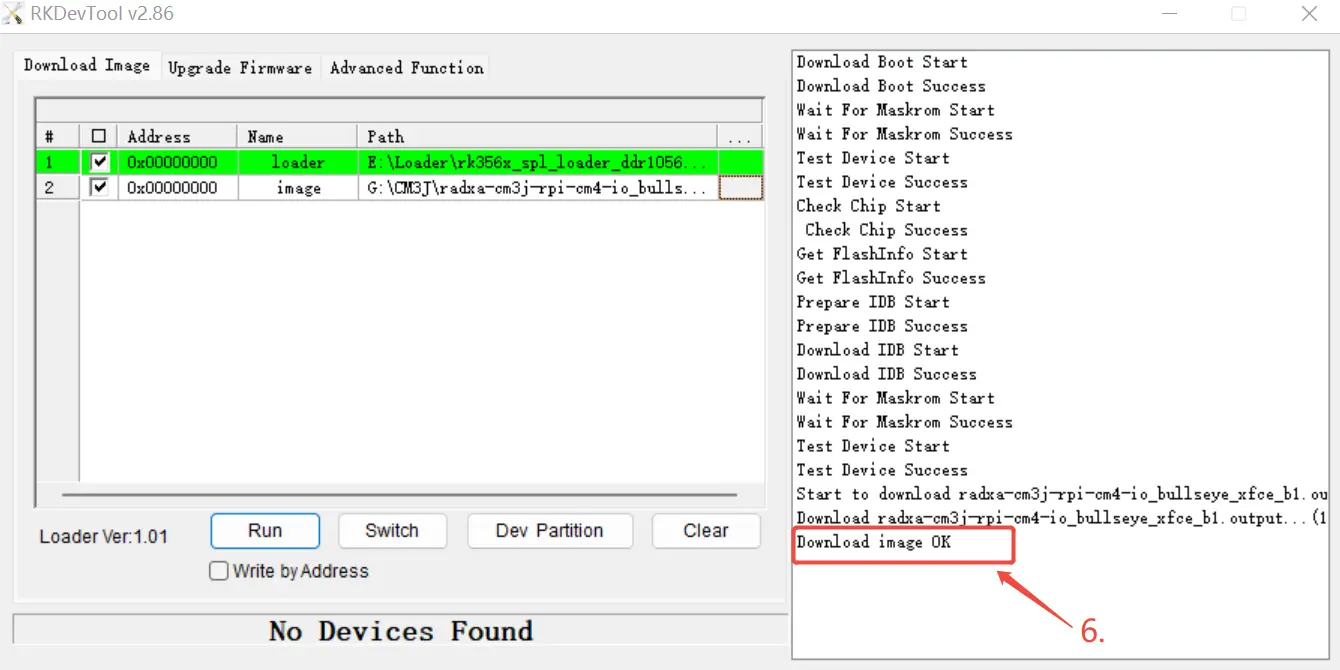 RKDevTool v2.86
Download Image Upgrade Firmware Advanced Function
# Address Name Path ...
1 0x00000000 loader E:\Loader\rk356x_spl_loader_ddr1056...
2 0x00000000 image G:\CM3J\radxa-cm3j-rpi-cm4-io_bulls...
Loader Ver:1.01 Run Switch Dev Partition Clear
Write by Address
No Devices Found
Download Boot Start
Download Boot Success
Wait For Maskrom Start
Wait For Maskrom Success
Test Device Start
Test Device Success
Check Chip Start
Check Chip Success
Get FlashInfo Start
Get FlashInfo Success
Prepare IDB Start
Prepare IDB Success
Download IDB Start
Download IDB Success
Wait For Maskrom Start
Wait For Maskrom Success
Test Device Start
Test Device Success
Start to download radxa-cm3j-rpi-cm4-io_bullseye_xfce_b1.ou
Download radxa-cm3j-rpi-cm4-io_bullseye_xfce_b1.output...(1
Download image OK
6.